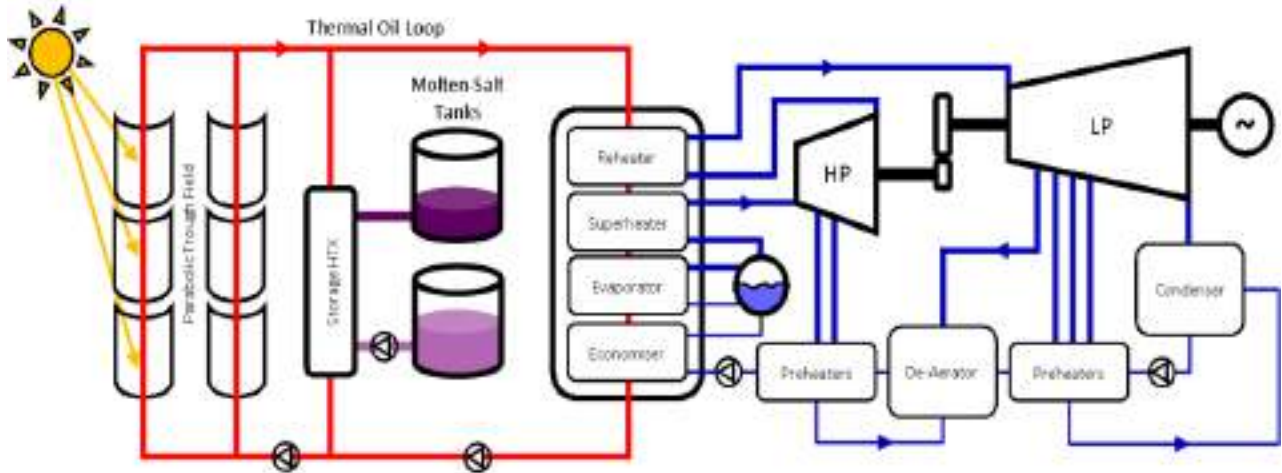 Thermal Oil Loop
Molten-Salt
Tanks
Parabolic Trough Field
Storage HTX
Reheater
Superheater
Evaporator
Economiser
HP
LP
~
Condenser
Preheaters
De-Aerator
Preheaters